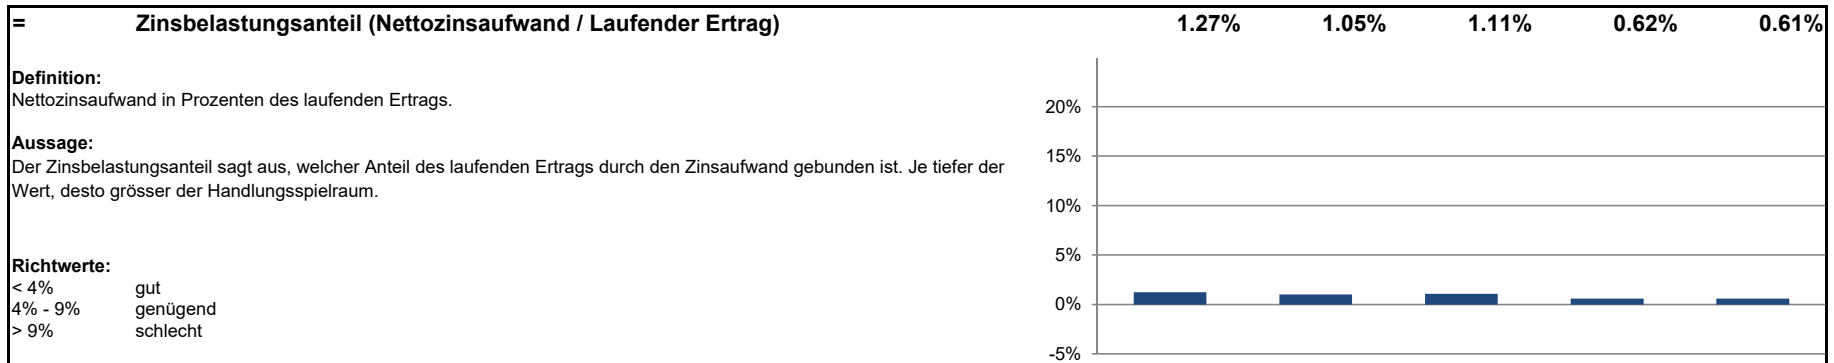 = Zinsbelastungsanteil (Nettozinsaufwand / Laufender Ertrag) 1.27% 1.05% 1.11% 0.62% 0.61%
Definition:
Nettozinsaufwand in Prozenten des laufenden Ertrags.
Aussage:
Der Zinsbelastungsanteil sagt aus, welcher Anteil des laufenden Ertrags durch den Zinsaufwand gebunden ist. Je tiefer der
Wert, desto grösser der Handlungsspielraum.
Richtwerte:
< 4% gut
4% - 9% genügend
> 9% schlecht
20%
15%
10%
5%
0%
-5%